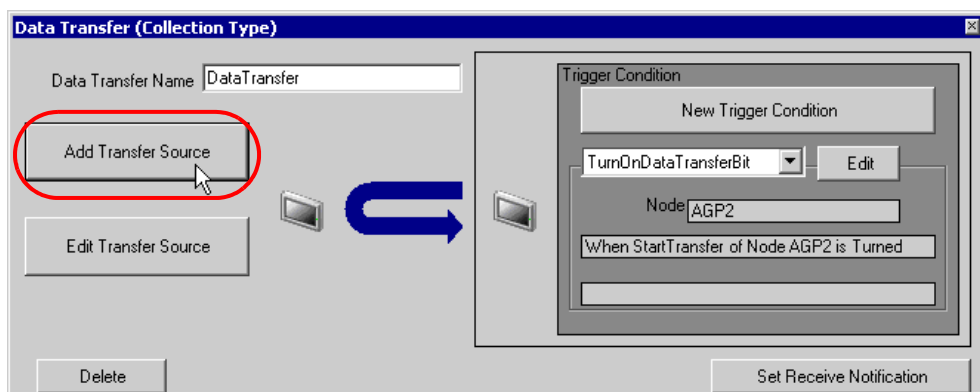 Data Transfer (Collection Type)
Data Transfer Name DataTransfer
Add Transfer Source
Edit Transfer Source
Trigger Condition
New Trigger Condition
TurnOnDataTransferBit Edit
Node AGP2
When StartTransfer of Node AGP2 is Turned
Delete
Set Receive Notification